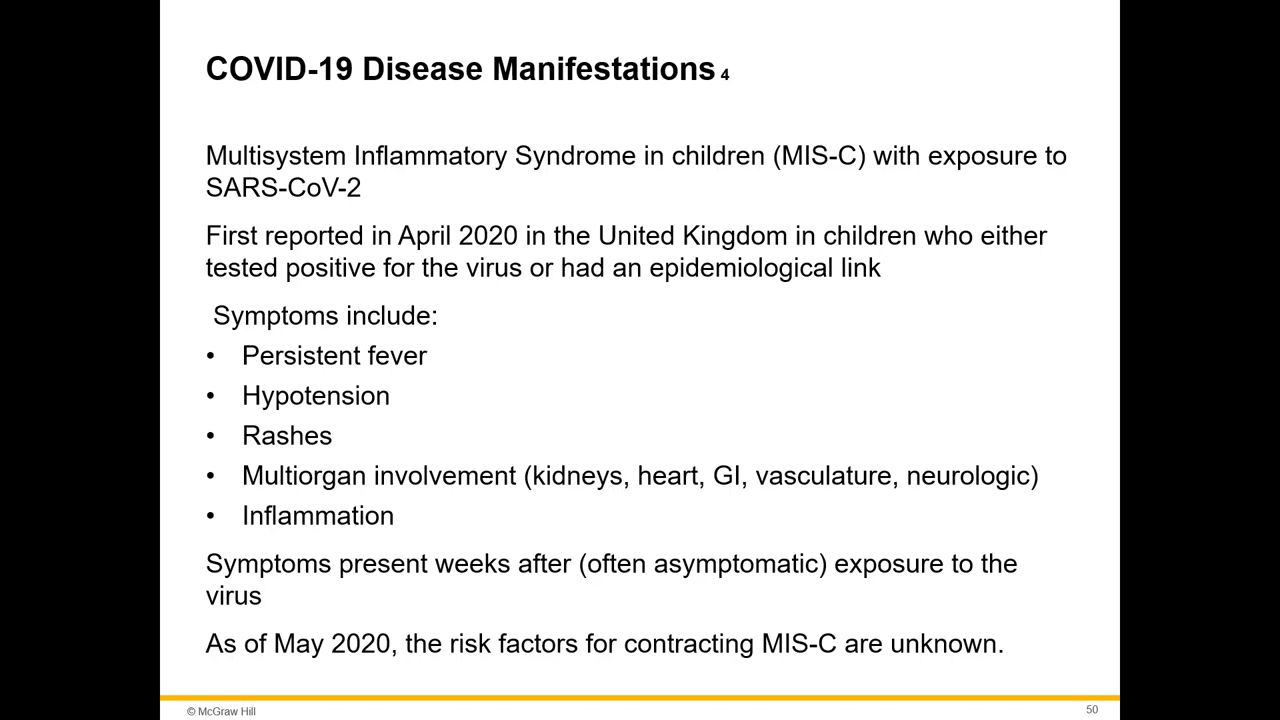 COVID-19 Disease Manifestations 4
Multisystem Inflammatory Syndrome in children (MIS-C) with exposure to
SARS-CoV-2
First reported in April 2020 in the United Kingdom in children who either
tested positive for the virus or had an epidemiological link
Symptoms include:
• Persistent fever
• Hypotension
• Rashes
• Multiorgan involvement (kidneys, heart, GI, vasculature, neurologic)
• Inflammation
Symptoms present weeks after (often asymptomatic) exposure to the
virus
As of May 2020, the risk factors for contracting MIS-C are unknown.
© McGraw Hill
50